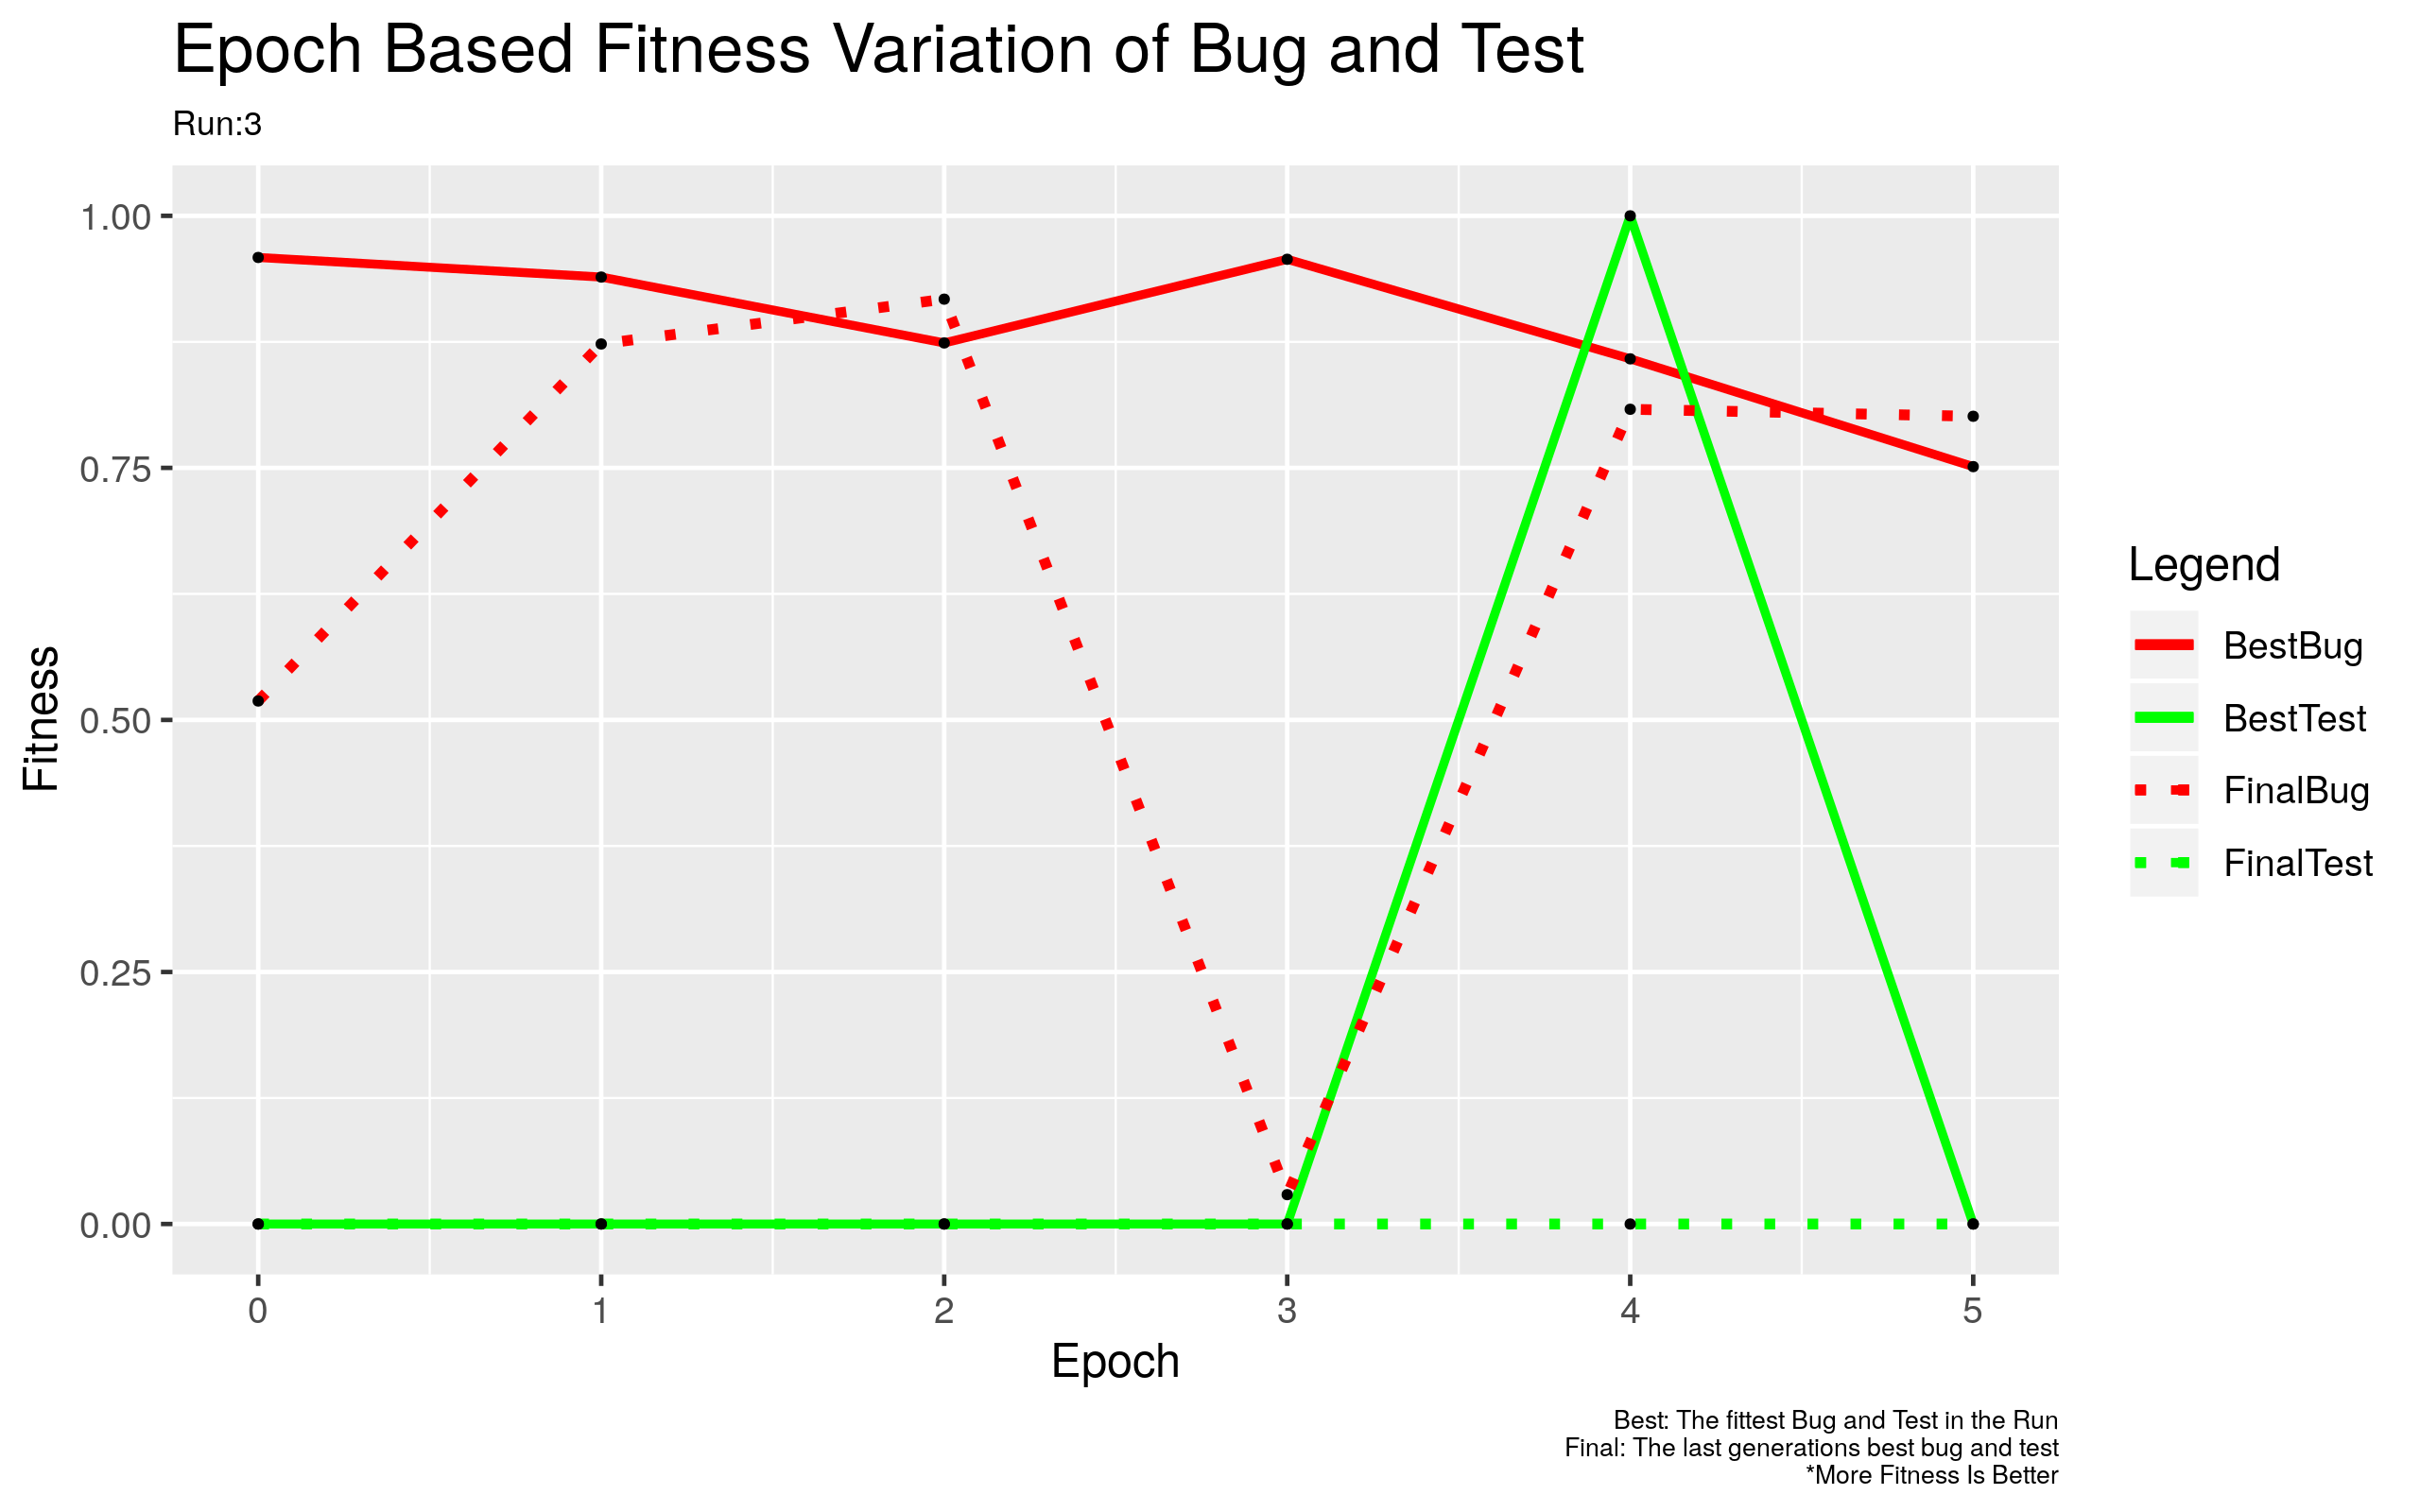 Epoch Based Fitness Variation of Bug and Test
Run:3
1.00
0.75
0.50
0.25
0.00
Fitness
0 1 2 3 4 5
Epoch
Legend
BestBug
BestTest
FinalBug
FinalTest
Best: The fittest Bug and Test in the Run
Final: The last generations best bug and test
*More Fitness Is Better